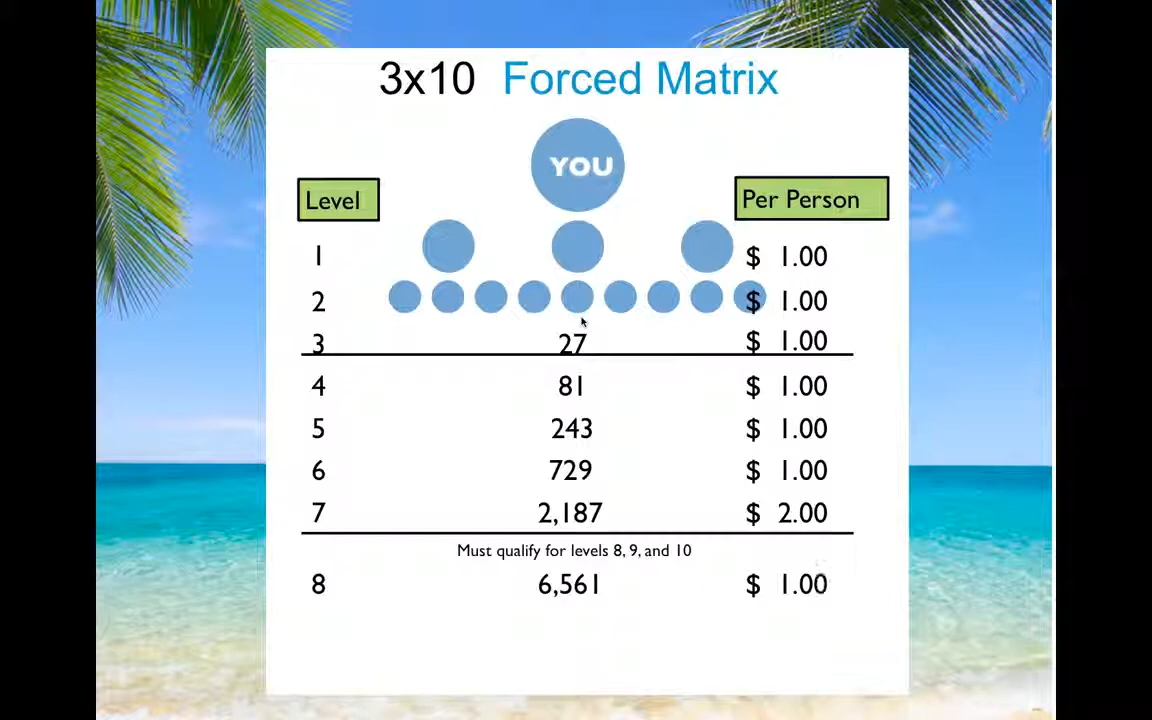 3x10 Forced Matrix
YOU
Level Per Person
1 $ 1.00
2 $ 1.00
3 27 $ 1.00
4 81 $ 1.00
5 243 $ 1.00
6 729 $ 1.00
7 2,187 $ 2.00
Must qualify for levels 8, 9, and 10
8 6,561 $ 1.00